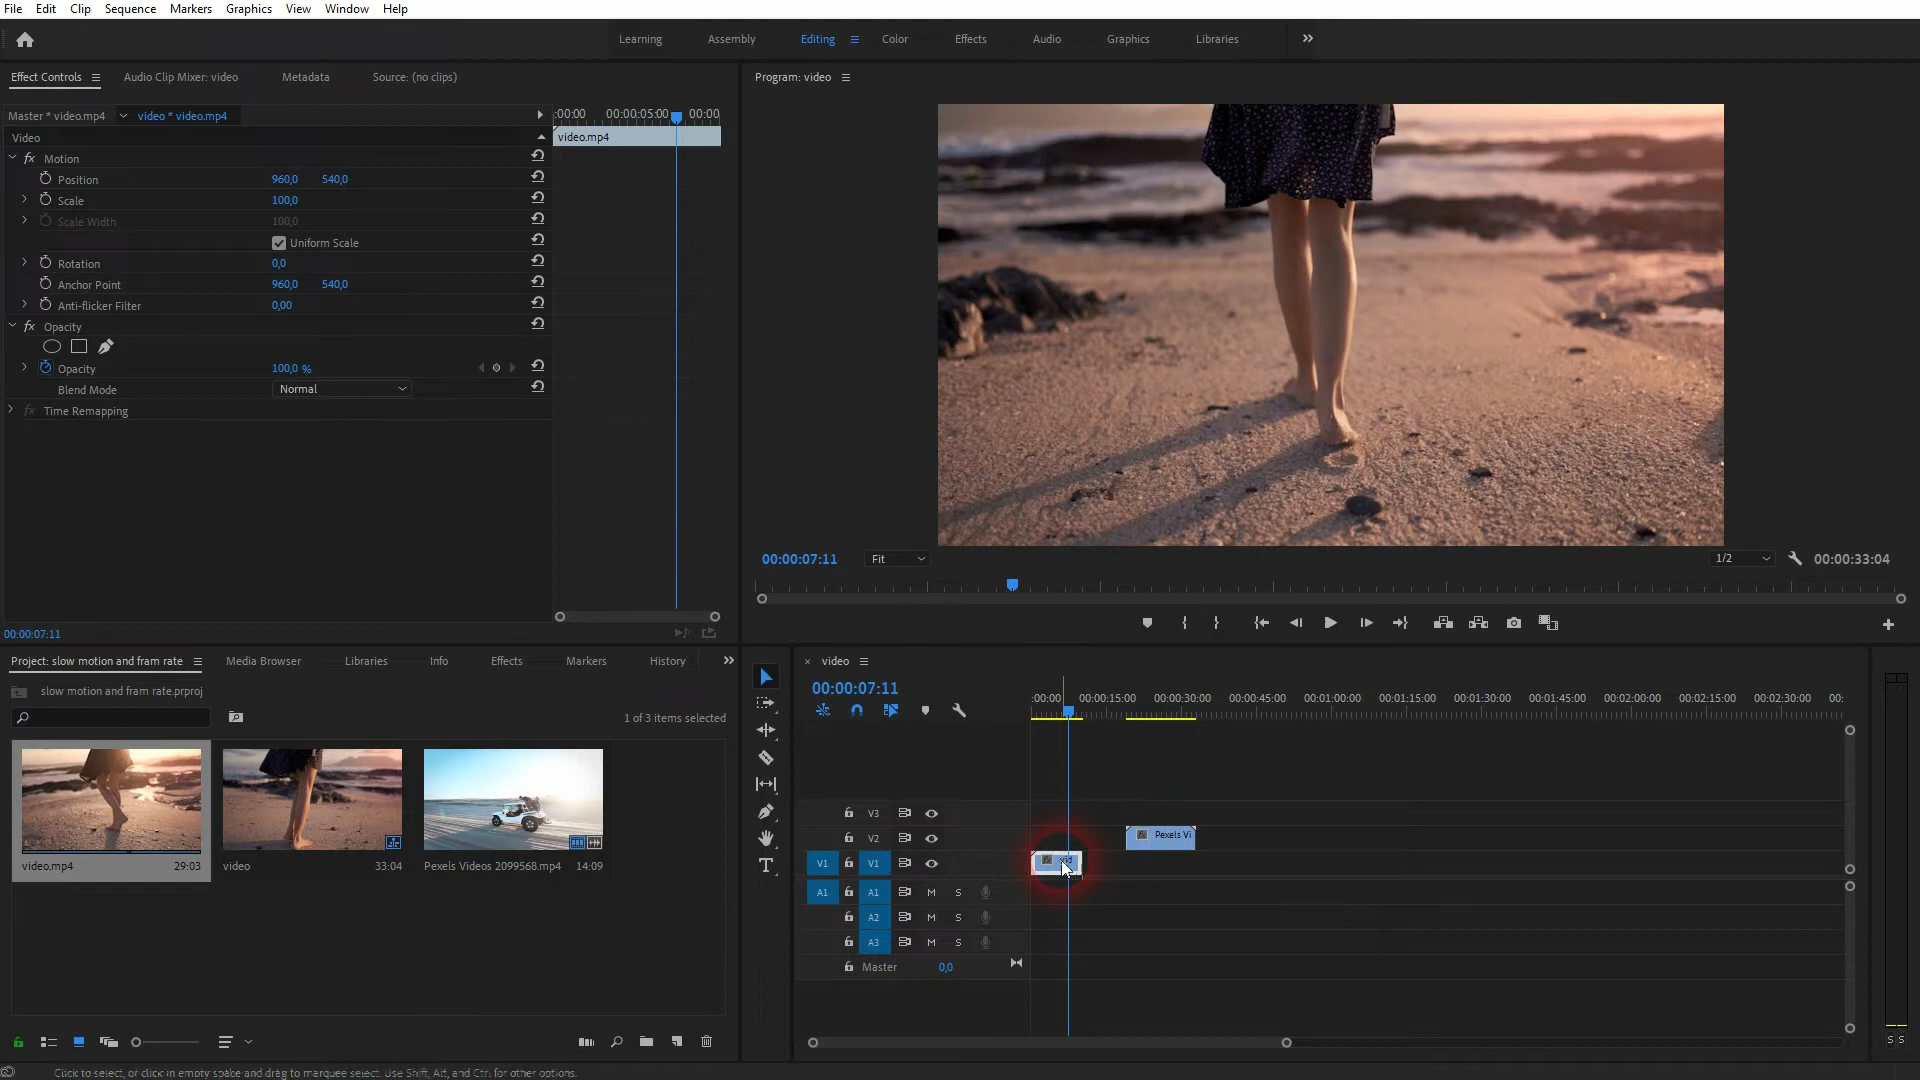 File Edit Clip Sequence Markers Graphics View Window Help
Learning Assembly Editing Color Effects Audio Graphics Libraries
Effect Controls Audio Clip Mixer: video Metadata Source: (no clips)
Program: video
Master * video.mp4 video * video.mp4
:00:00 00:00:05:00 00:00
Video
video.mp4
fx Motion
Position 960,0 540,0
Scale 100,0
Scale Width 100,0
Uniform Scale
Rotation 0,0
Anchor Point 960,0 540,0
Anti-flicker Filter 0,00
fx Opacity
Opacity 100,0 %
Blend Mode Normal
fx Time Remapping
00:00:07:11
00:00:07:11 Fit 1/2 00:00:33:04
Project: slow motion and fram rate Media Browser Libraries Info Effects Markers History
slow motion and fram rate.prproj
1 of 3 items selected
video.mp4 29:03
video 33:04
Pexels Videos 2099568.mp4 14:09
video
00:00:07:11
:00:00 00:00:15:00 00:00:30:00 00:00:45:00 00:01:00:00 00:01:15:00 00:01:30:00 00:01:45:00 00:02:00:00 00:02:15:00 00:02:30:00 00:
V3
V2 fx Pexels Vi
V1 V1 fx vid
A1 A1 M S
A2 M S
A3 M S
Master 0,0
S S
Click to select, or click in empty space and drag to marquee select. Use Shift, Alt, and Ctrl for other options.